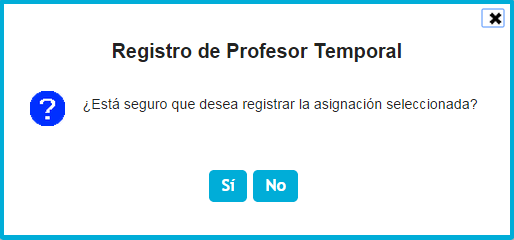 Registro de Profesor Temporal
¿Está seguro que desea registrar la asignación seleccionada?
Sí No